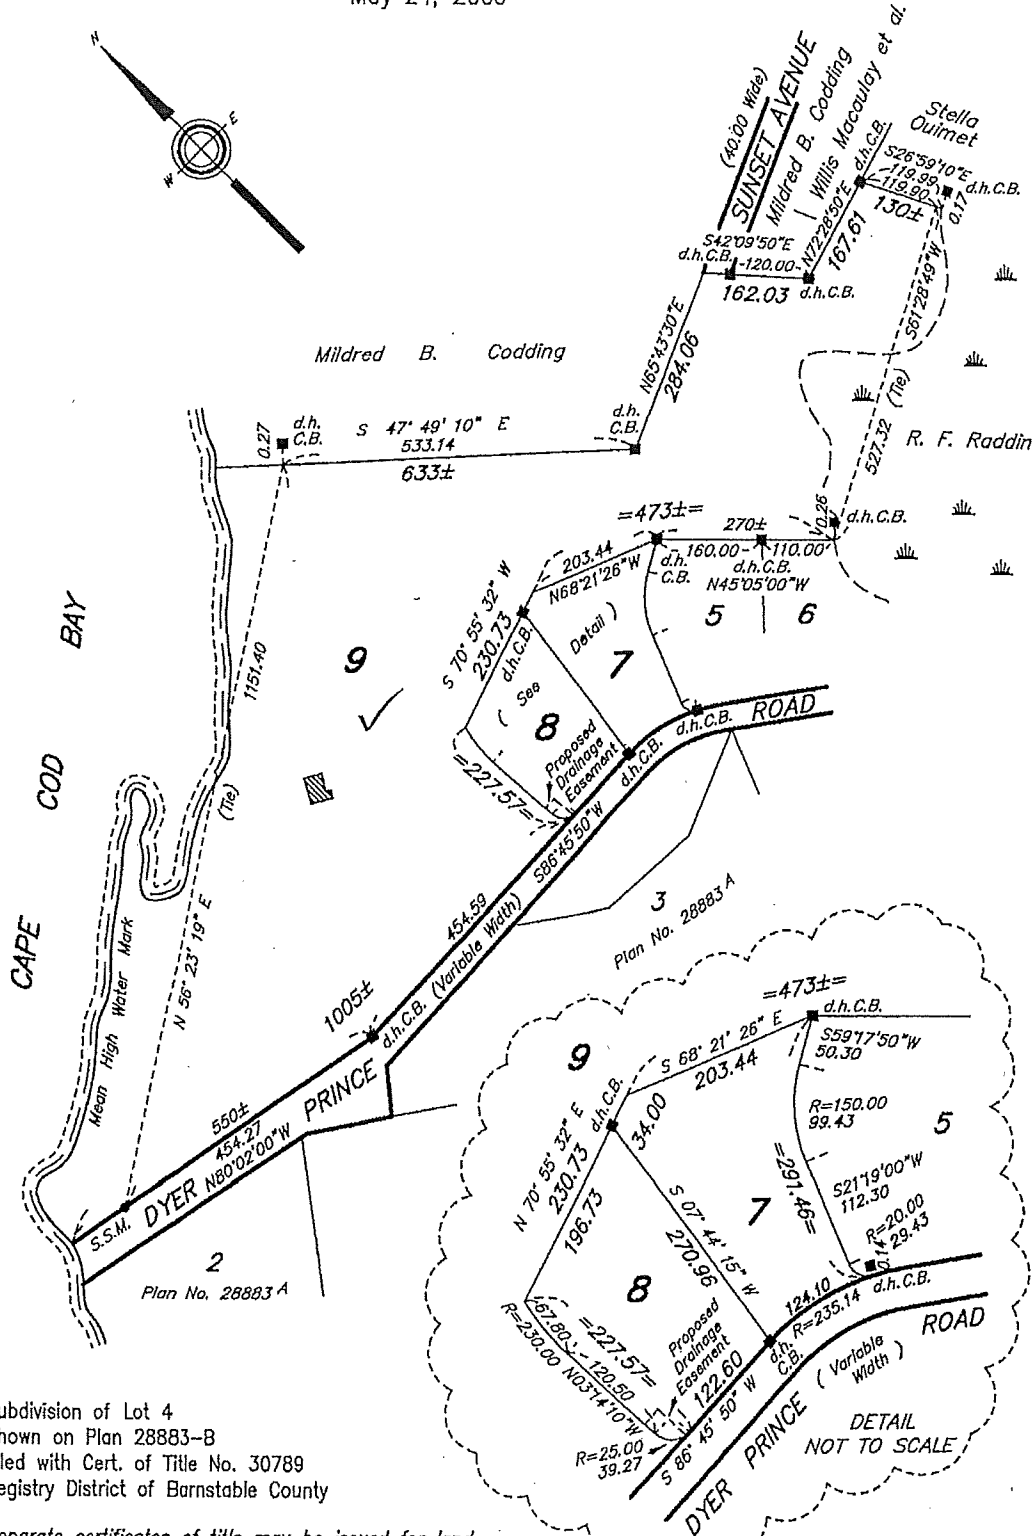 N
E
W
(40.00 Wide)
SUNSET AVENUE
Mildred B. Codding
Willis Macaulay et al.
Stella
Ouimet
d.h.C.B.
S26°59'10"E
119.99
119.90
130±
d.h.C.B.
0.17
N72°28'50"E
167.61
S42°09'50"E
d.h.C.B.
120.00
162.03
d.h.C.B.
S61°28'49"W
527.32 (Tie)
N65°43'30"E
284.06
Mildred B. Codding
R. F. Raddin
0.27
d.h.
C.B.
S 47° 49' 10" E
533.14
633±
d.h.
C.B.
=473±=
270±
0.26
d.h.C.B.
160.00
110.00
d.h.
C.B.
d.h.C.B.
N45°05'00"W
203.44
N68°21'26"W
S 70° 55' 32" W
230.73
d.h.C.B.
5
6
7
8
9
( See Detail )
=227.57=
Proposed
Drainage
Easement
d.h.C.B.
d.h.C.B.
ROAD
S86°45'50"W
454.59
(Variable Width)
CAPE COD BAY
1151.40
(Tie)
N 56° 23' 19" E
Mean High Water Mark
3
Plan No. 28883 A
1005±
d.h.C.B.
550±
454.27
N80°02'00"W
DYER PRINCE
S.S.M.
2
Plan No. 28883 A
=473±=
d.h.C.B.
9
S 68° 21' 26" E
203.44
S59°17'50"W
50.30
d.h.C.B.
34.00
N 70° 55' 32" E
230.73
196.73
R=150.00
99.43
5
=291.46=
7
S21°19'00"W
112.30
R=20.00
29.43
0.14
d.h.C.B.
S 07° 44' 15" W
270.96
8
124.10
R=235.14
d.h.
C.B.
ROAD
67.80
R=230.00
=227.57=
120.50
N03°14'10"W
Proposed
Drainage
Easement
122.60
S 86° 45' 50" W
R=25.00
39.27
( Variable
Width )
DYER PRINCE
DETAIL
NOT TO SCALE
ubdivision of Lot 4
hown on Plan 28883-B
led with Cert. of Title No. 30789
egistry District of Barnstable County